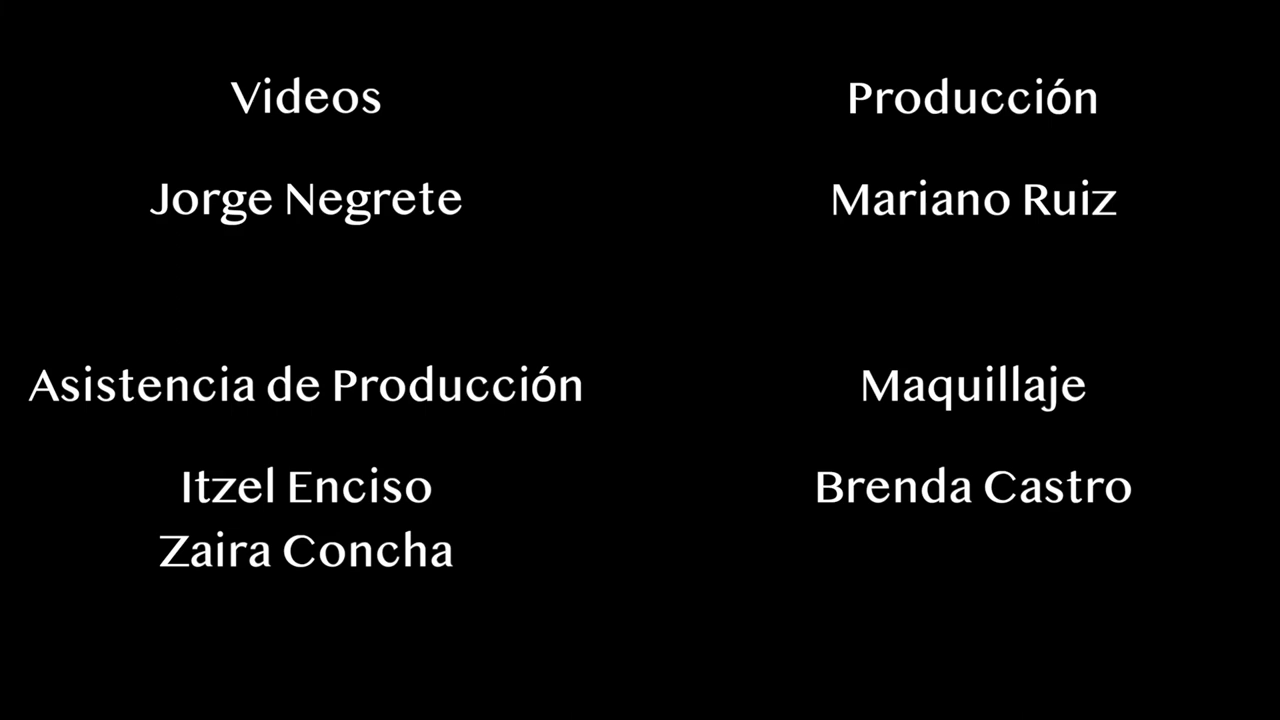 Videos
Jorge Negrete
Producción
Mariano Ruiz
Asistencia de Producción
Itzel Enciso
Zaira Concha
Maquillaje
Brenda Castro